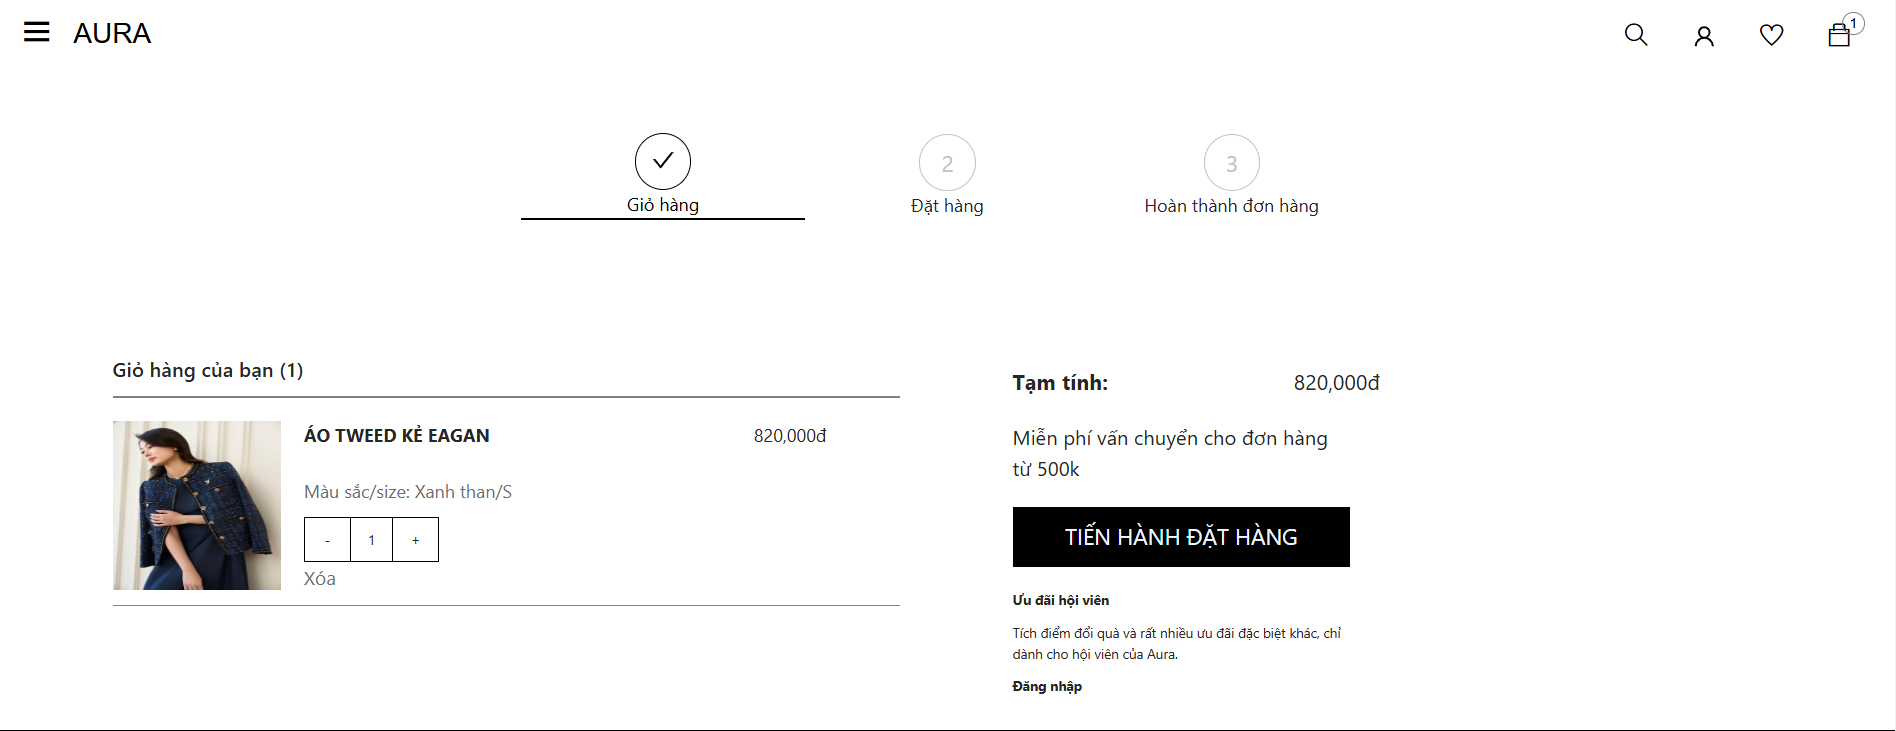 AURA
1
2
3
Giỏ hàng
Đặt hàng
Hoàn thành đơn hàng
Giỏ hàng của bạn (1)
ÁO TWEED KẺ EAGAN
820,000đ
Màu sắc/size: Xanh than/S
- 1 +
Xóa
Tạm tính:
820,000đ
Miễn phí vấn chuyển cho đơn hàng
từ 500k
TIẾN HÀNH ĐẶT HÀNG
Ưu đãi hội viên
Tích điểm đổi quà và rất nhiều ưu đãi đặc biệt khác, chỉ
dành cho hội viên của Aura.
Đăng nhập